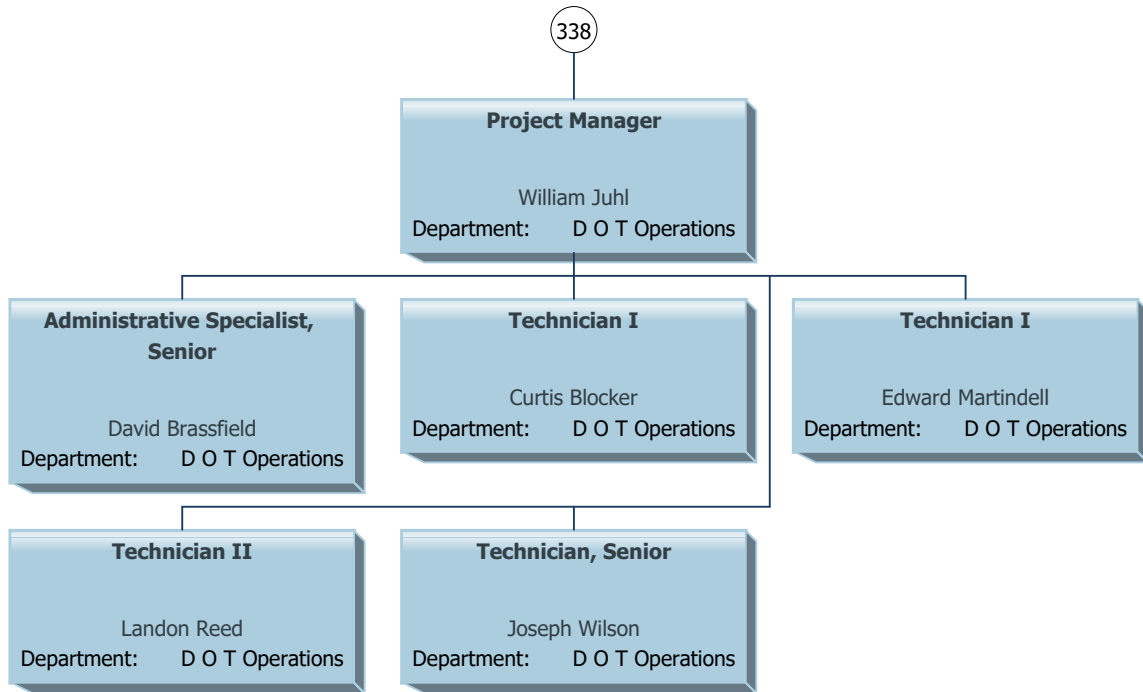 338
Project Manager
William Juhl
Department: D O T Operations
Administrative Specialist,
Senior
David Brassfield
Department: D O T Operations
Technician I
Curtis Blocker
Department: D O T Operations
Technician I
Edward Martindell
Department: D O T Operations
Technician II
Landon Reed
Department: D O T Operations
Technician, Senior
Joseph Wilson
Department: D O T Operations